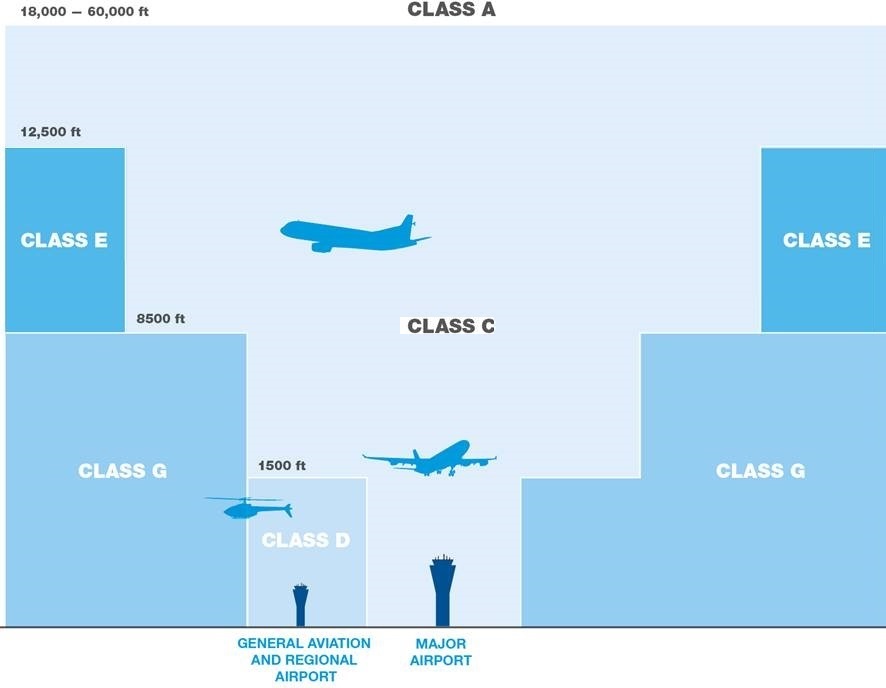 18,000 – 60,000 ft
CLASS A
12,500 ft
CLASS E
CLASS E
8500 ft
CLASS C
1500 ft
CLASS G
CLASS G
CLASS D
GENERAL AVIATION
AND REGIONAL
AIRPORT
MAJOR
AIRPORT